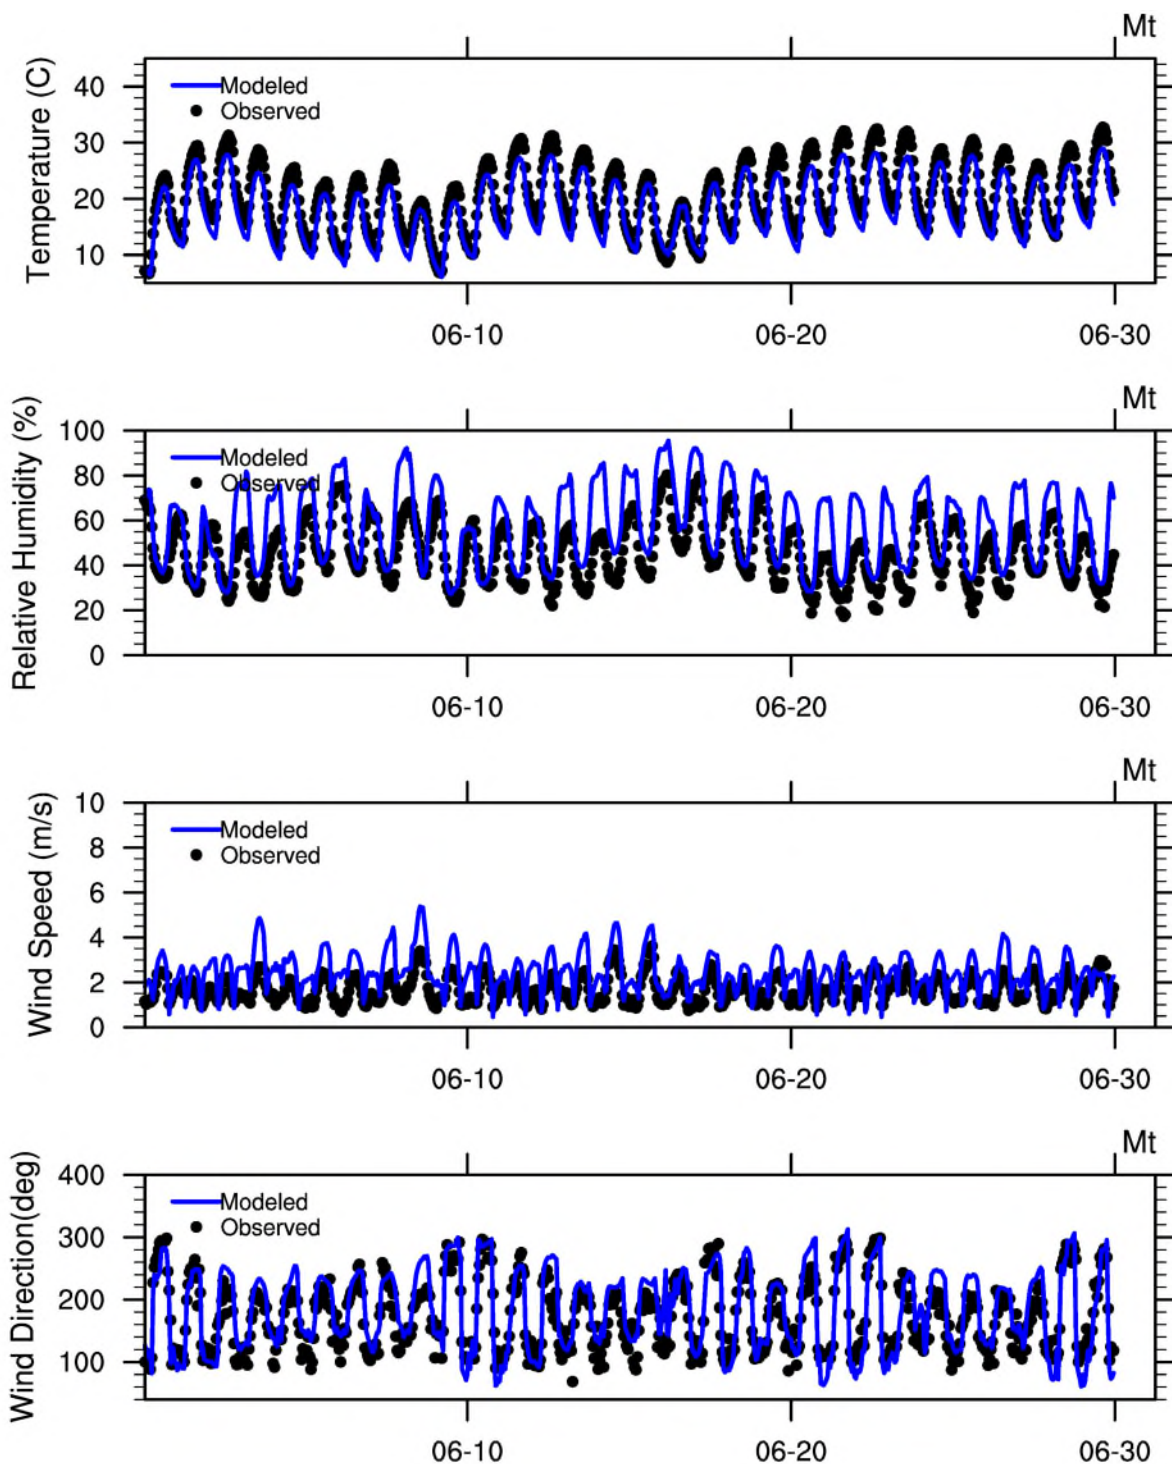 Mt
Temperature (C)
40
30
20
10
Modeled
Observed
06-10 06-20 06-30
Mt
Relative Humidity (%)
100
80
60
40
20
0
Modeled
Observed
06-10 06-20 06-30
Mt
Wind Speed (m/s)
10
8
6
4
2
0
Modeled
Observed
06-10 06-20 06-30
Mt
Wind Direction(deg)
400
300
200
100
Modeled
Observed
06-10 06-20 06-30